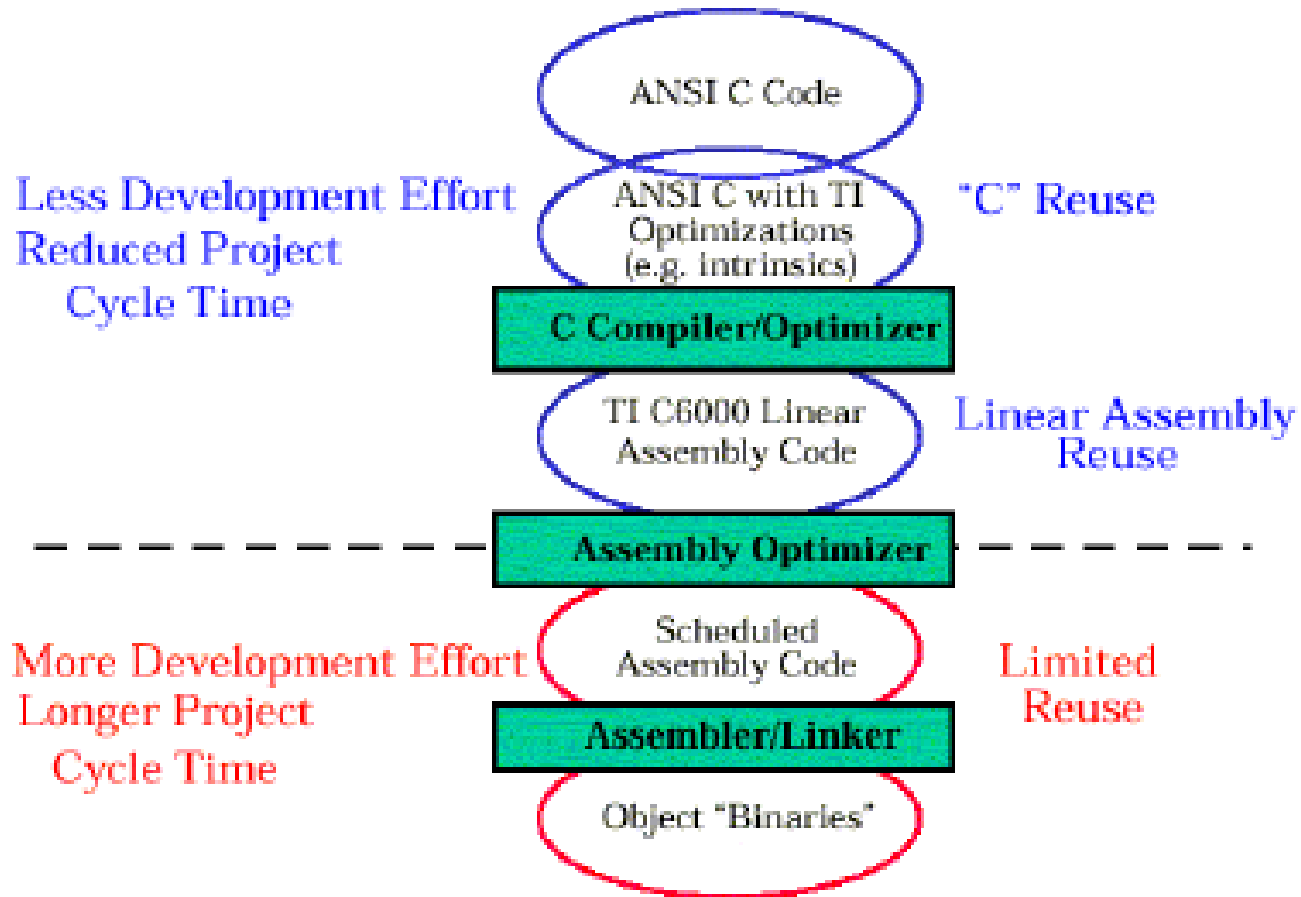 ANSI C Code
Less Development Effort
Reduced Project
Cycle Time
ANSI C with TI
Optimizations
(e.g. intrinsics)
"C" Reuse
C Compiler/Optimizer
TI C6000 Linear
Assembly Code
Linear Assembly
Reuse
Assembly Optimizer
More Development Effort
Longer Project
Cycle Time
Scheduled
Assembly Code
Limited
Reuse
Assembler/Linker
Object "Binaries"